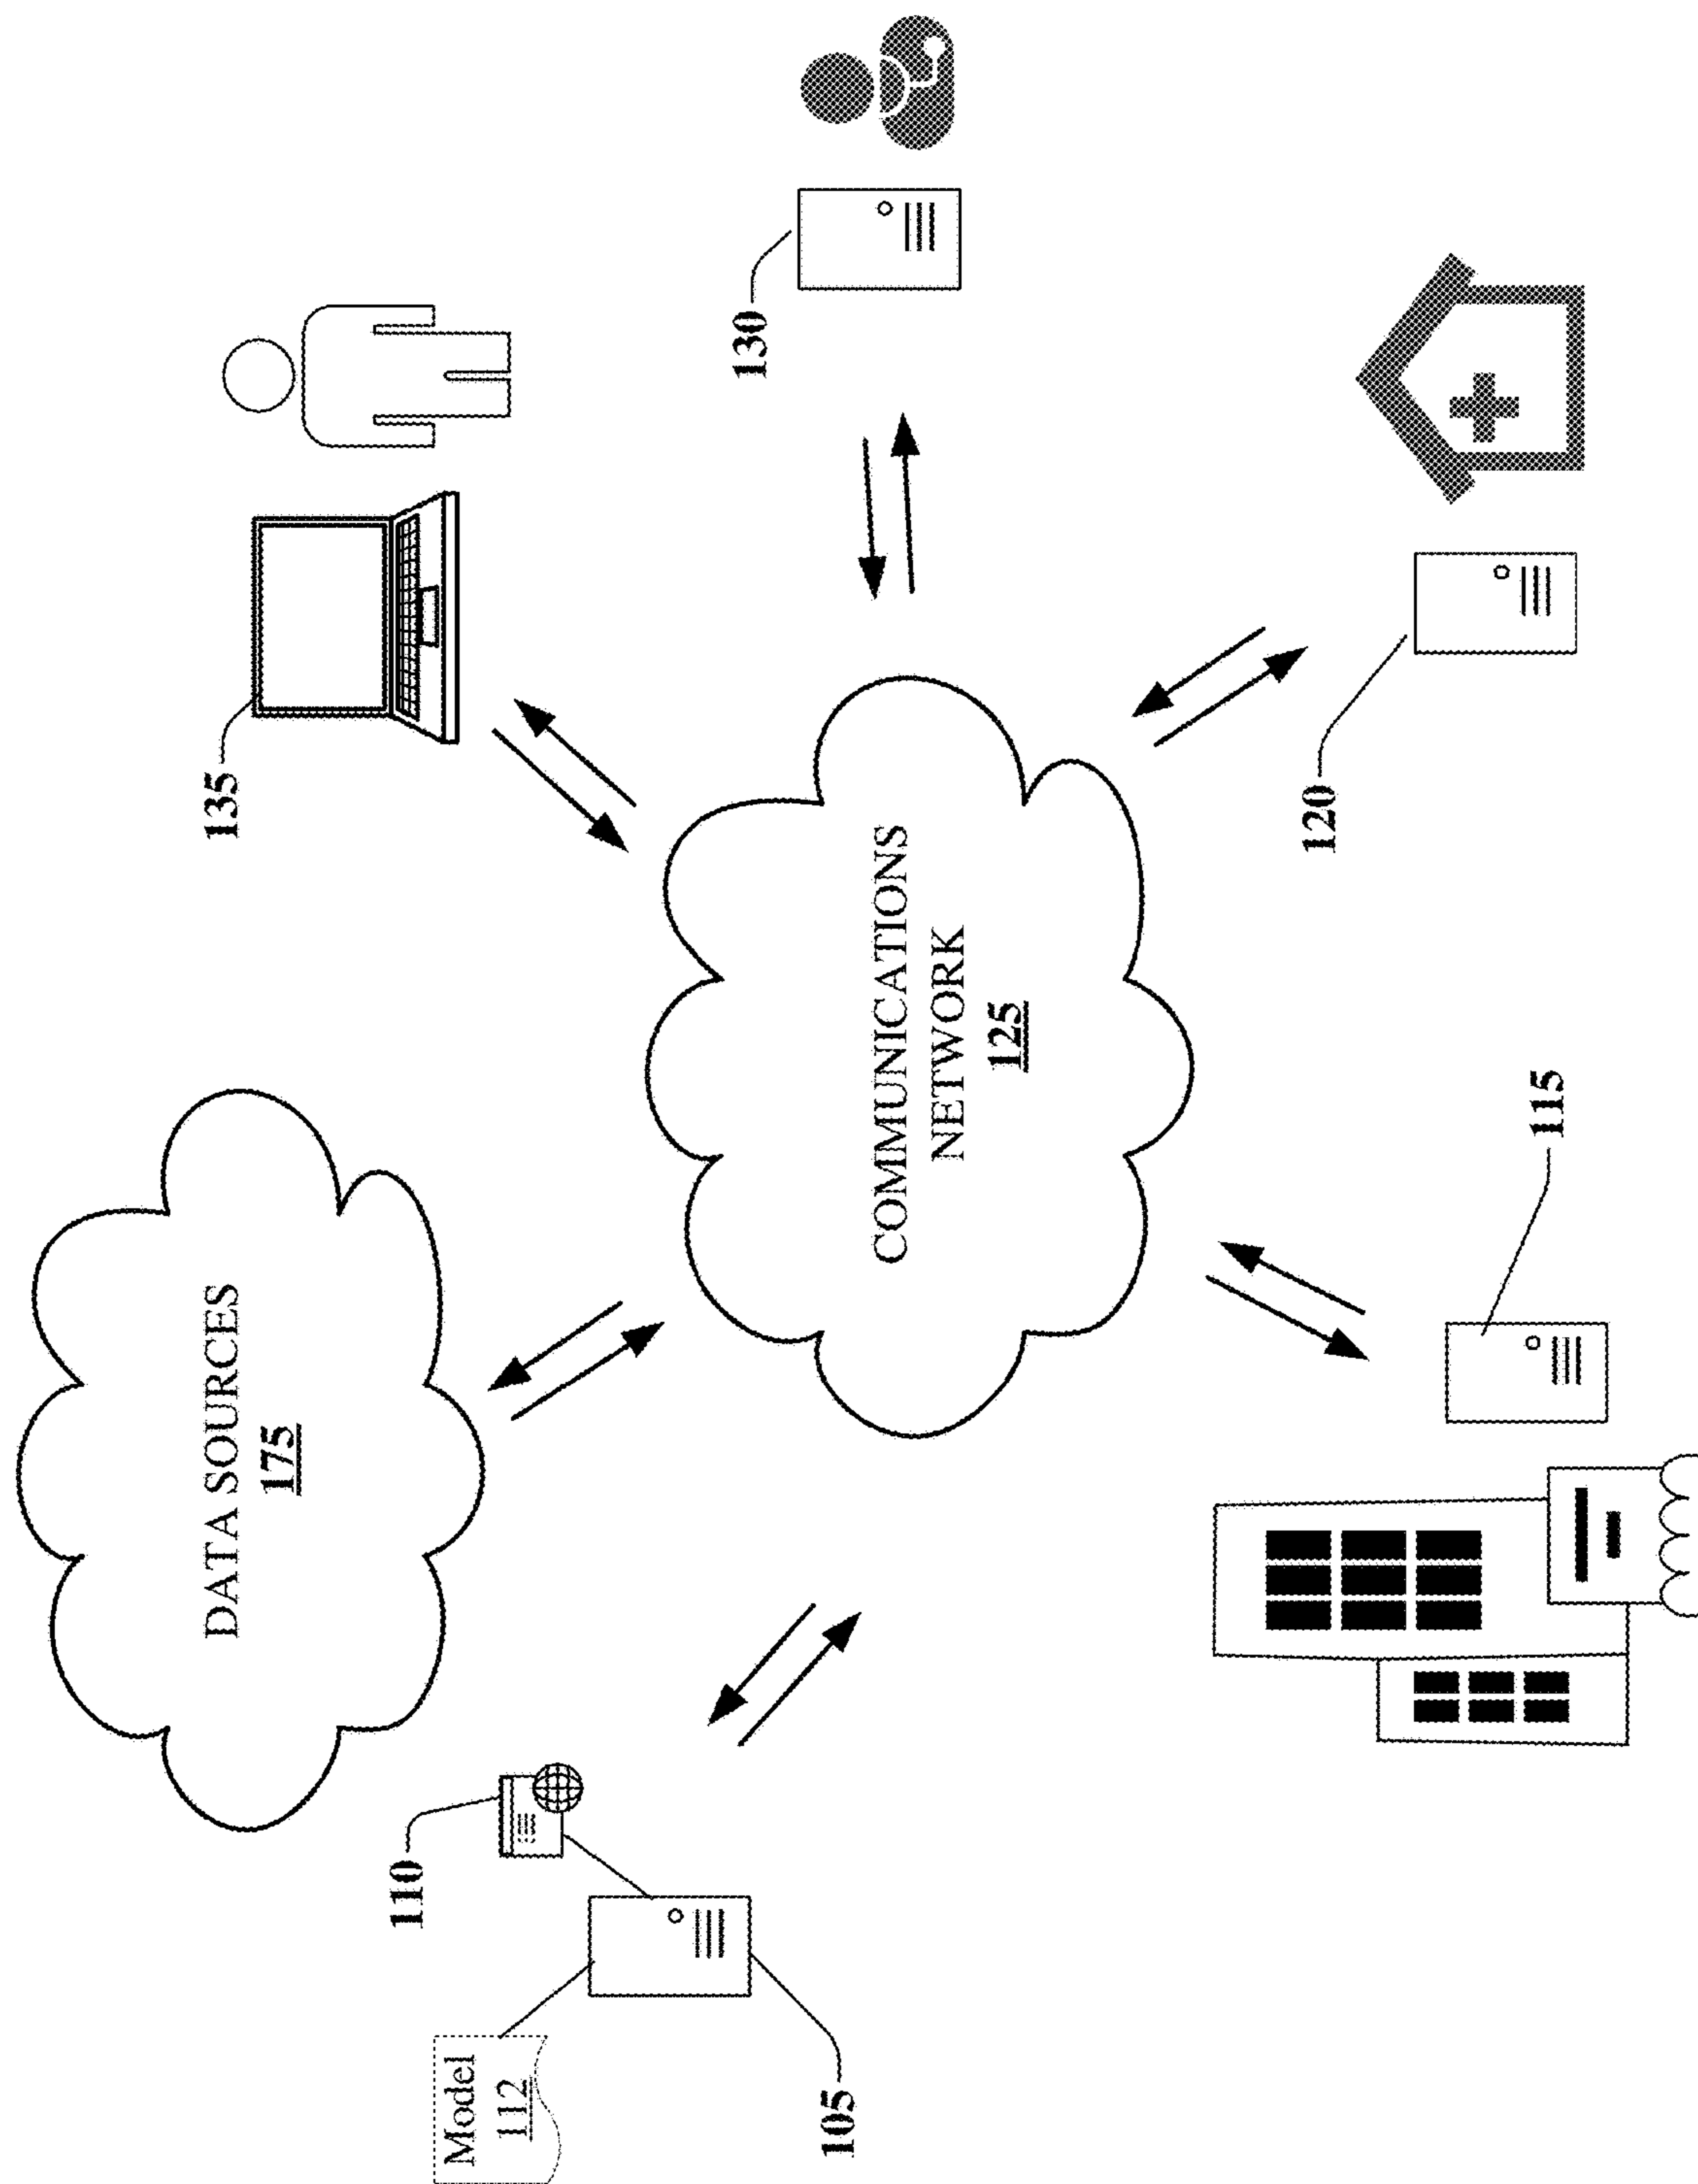 DATA SOURCES
175
135
110
Model
112
105
COMMUNICATIONS
NETWORK
125
130
115
120